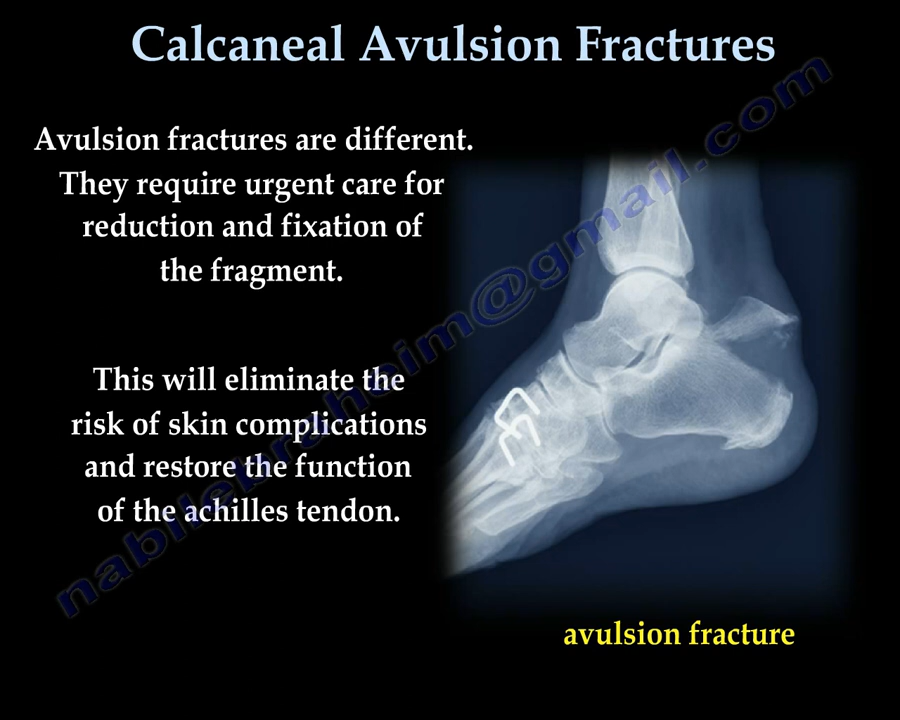 Calcaneal Avulsion Fractures
Avulsion fractures are different.
They require urgent care for
reduction and fixation of
the fragment.
This will eliminate the
risk of skin complications
and restore the function
of the achilles tendon.
nabilebraheim@gmail.com
avulsion fracture